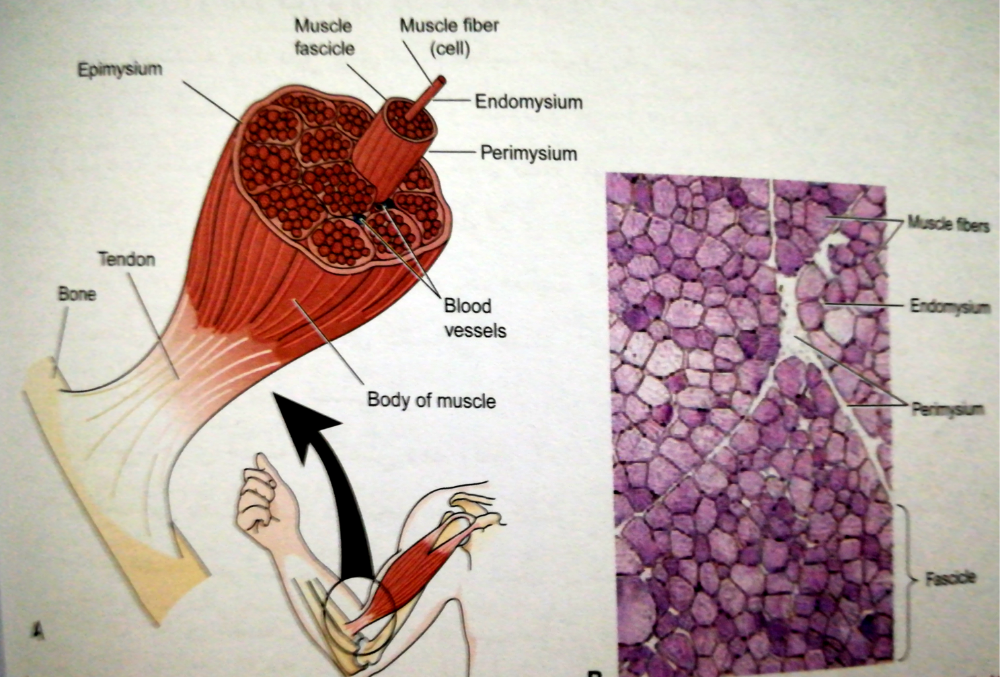 Muscle
fascicle
Muscle fiber
(cell)
Epimysium
Endomysium
Perimysium
Tendon
Bone
Blood
vessels
Body of muscle
A
Muscle fibers
Endomysium
Perimysium
Fascicle
B